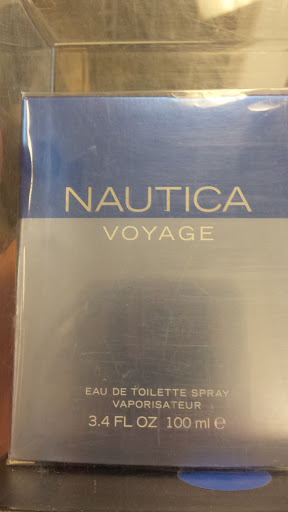 NAUTICA
VOYAGE
EAU DE TOILETTE SPRAY
VAPORISATEUR
3.4 FL OZ 100 ml ℮